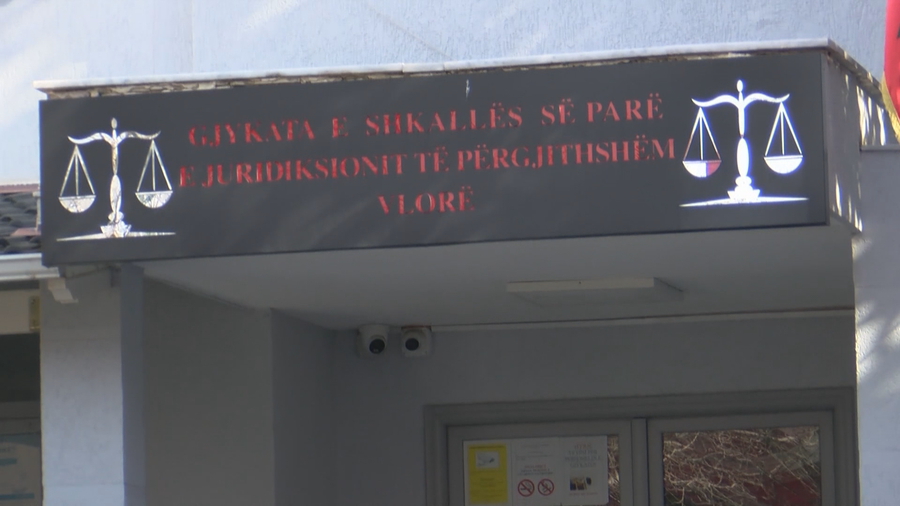 GJYKATA E SHKALLËS SË PARË
E JURIDIKSIONIT TË PËRGJITHSHËM
VLORË